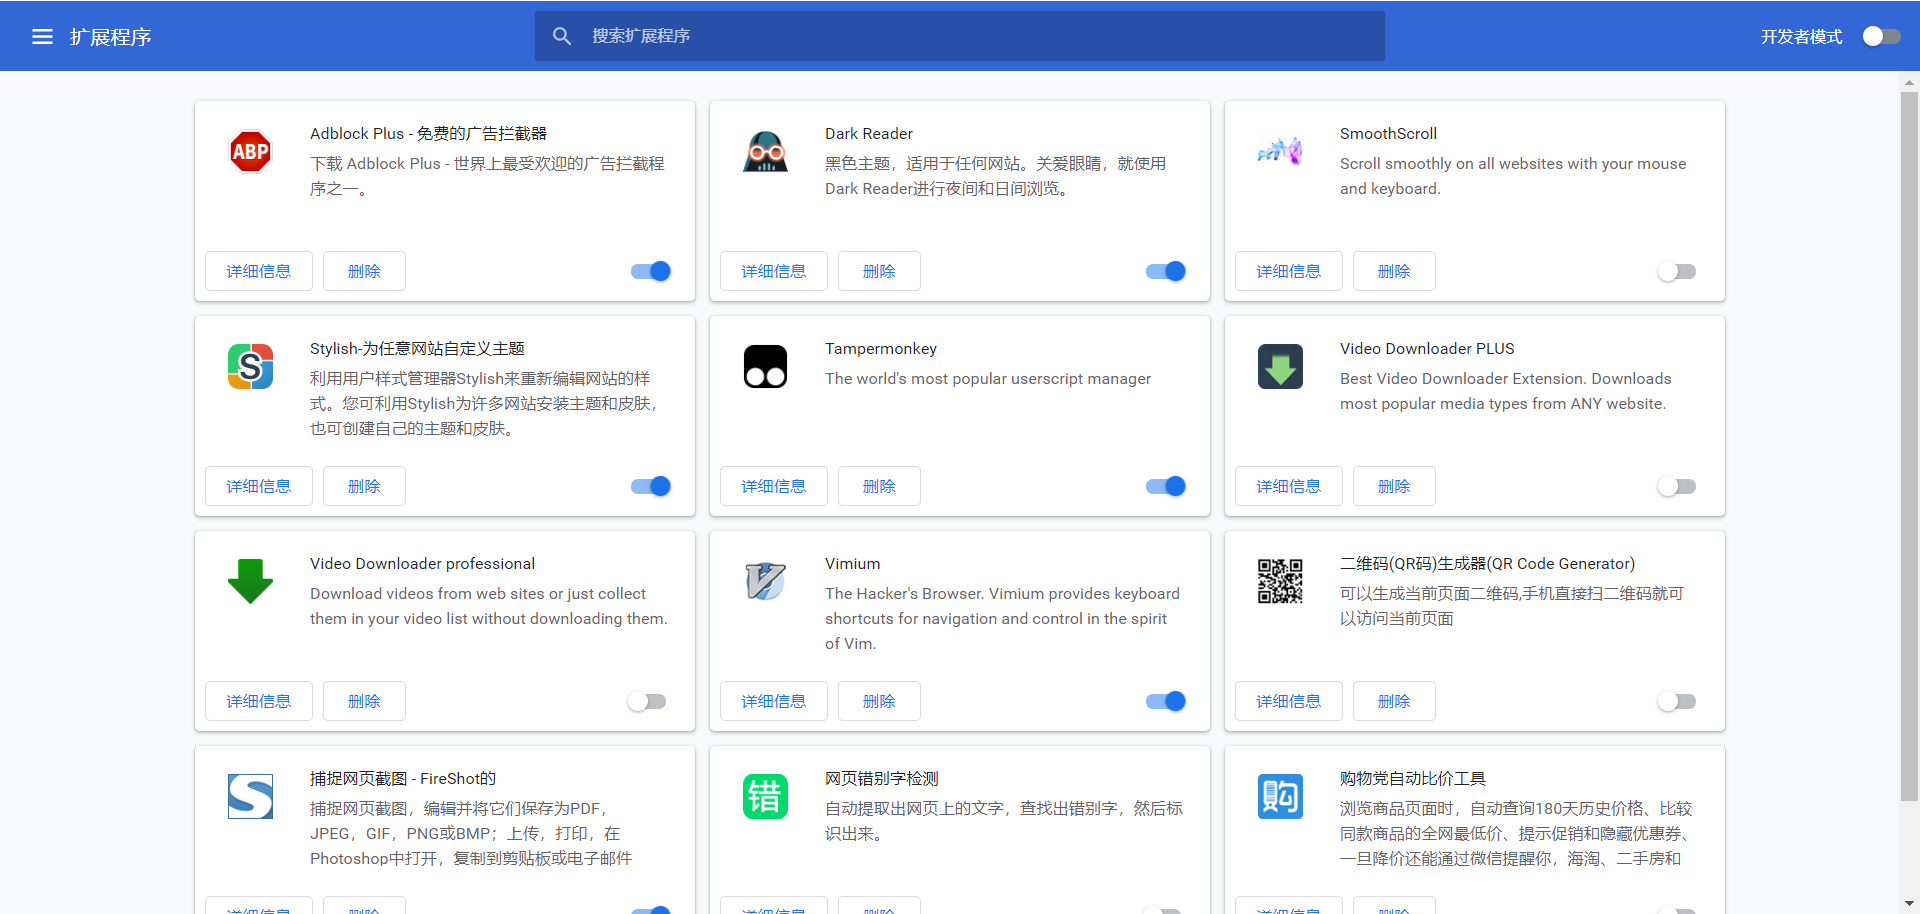 扩展程序
搜索扩展程序
开发者模式
ABP
Adblock Plus - 免费的广告拦截器
下载 Adblock Plus - 世界上最受欢迎的广告拦截程
序之一。
详细信息
删除
Dark Reader
黑色主题，适用于任何网站。关爱眼睛，就使用
Dark Reader进行夜间和日间浏览。
详细信息
删除
SmoothScroll
Scroll smoothly on all websites with your mouse
and keyboard.
详细信息
删除
S
Stylish-为任意网站自定义主题
利用用户样式管理器Stylish来重新编辑网站的样
式。您可利用Stylish为许多网站安装主题和皮肤，
也可创建自己的主题和皮肤。
详细信息
删除
Tampermonkey
The world's most popular userscript manager
详细信息
删除
Video Downloader PLUS
Best Video Downloader Extension. Downloads
most popular media types from ANY website.
详细信息
删除
Video Downloader professional
Download videos from web sites or just collect
them in your video list without downloading them.
详细信息
删除
V
Vimium
The Hacker's Browser. Vimium provides keyboard
shortcuts for navigation and control in the spirit
of Vim.
详细信息
删除
二维码(QR码)生成器(QR Code Generator)
可以生成当前页面二维码,手机直接扫二维码就可
以访问当前页面
详细信息
删除
S
捕捉网页截图 - FireShot的
捕捉网页截图，编辑并将它们保存为PDF，
JPEG，GIF，PNG或BMP；上传，打印，在
Photoshop中打开，复制到剪贴板或电子邮件
详细信息
删除
错
网页错别字检测
自动提取出网页上的文字，查找出错别字，然后标
识出来。
详细信息
删除
购
购物党自动比价工具
浏览商品页面时，自动查询180天历史价格、比较
同款商品的全网最低价、提示促销和隐藏优惠券、
一旦降价还能通过微信提醒你，海淘、二手房和
详细信息
删除